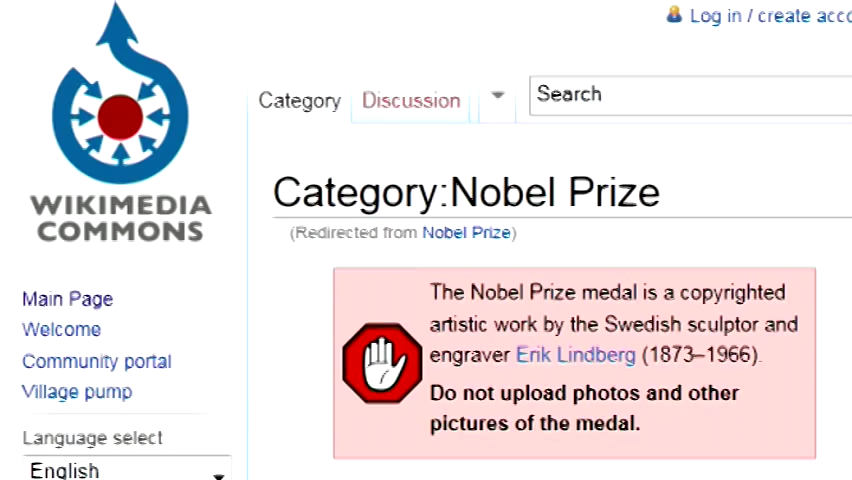 Log in / create acco
WIKIMEDIA
COMMONS
Category
Discussion
Search
Category:Nobel Prize
(Redirected from Nobel Prize)
The Nobel Prize medal is a copyrighted
artistic work by the Swedish sculptor and
engraver Erik Lindberg (1873–1966).
Do not upload photos and other
pictures of the medal.
Main Page
Welcome
Community portal
Village pump
Language select
English